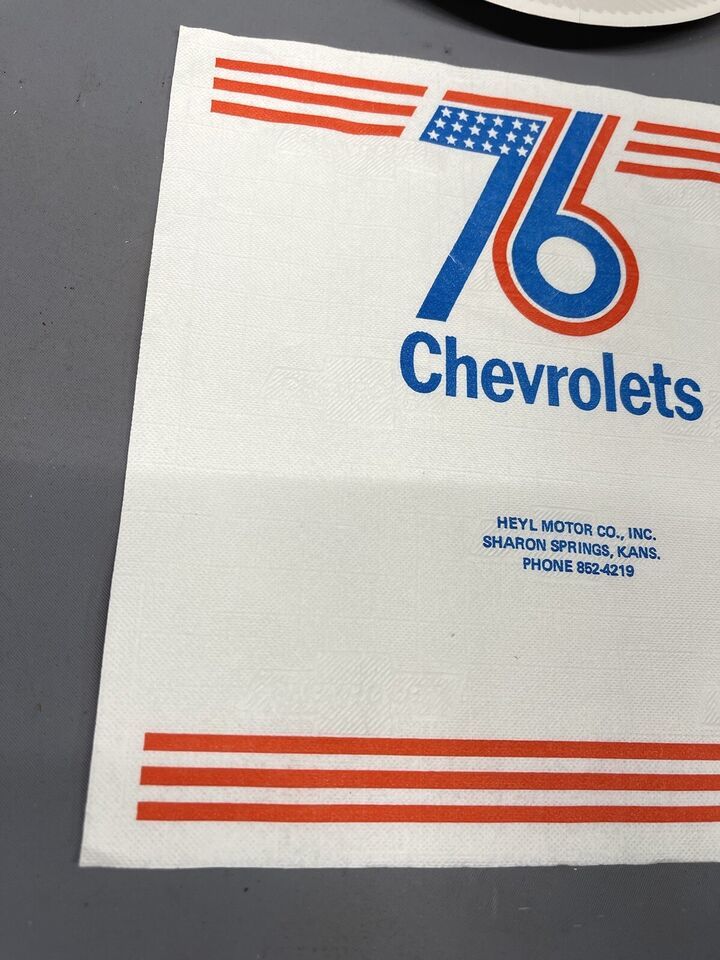 76
Chevrolets
HEYL MOTOR CO., INC.
SHARON SPRINGS, KANS.
PHONE 852-4219